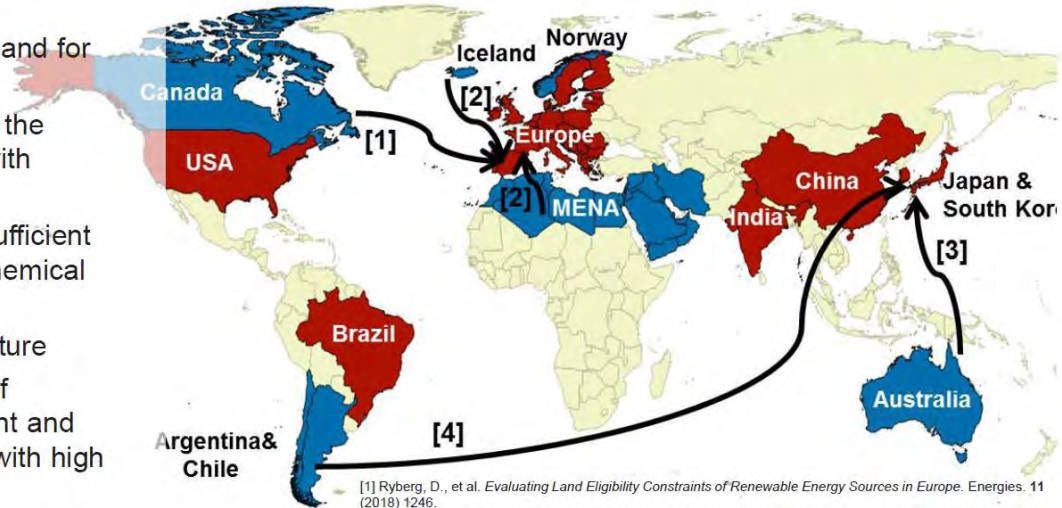 and for
the
with
ufficient
hemical
ture
f
nt and
with high
Iceland
Norway
Canada
[2]
[1]
Europe
USA
China
Japan &
South Kor
[2] MENA
India
[3]
Brazil
Australia
[4]
Argentina&
Chile
[1] Ryberg, D., et al. Evaluating Land Eligibility Constraints of Renewable Energy Sources in Europe. Energies. 11
(2018) 1246.